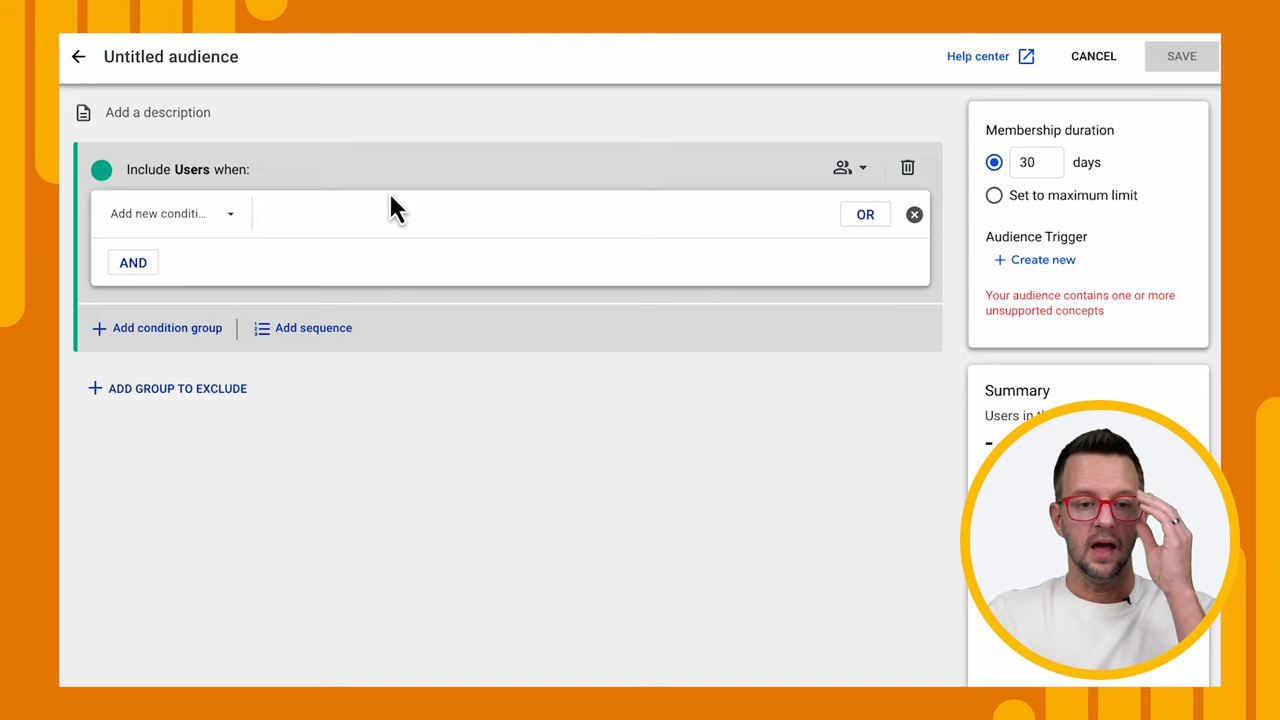 Untitled audience
Help center
CANCEL
SAVE
Add a description
Include Users when:
Add new conditi...
OR
AND
Add condition group
Add sequence
ADD GROUP TO EXCLUDE
Membership duration
30 days
Set to maximum limit
Audience Trigger
Create new
Your audience contains one or more
unsupported concepts
Summary
Users in
-